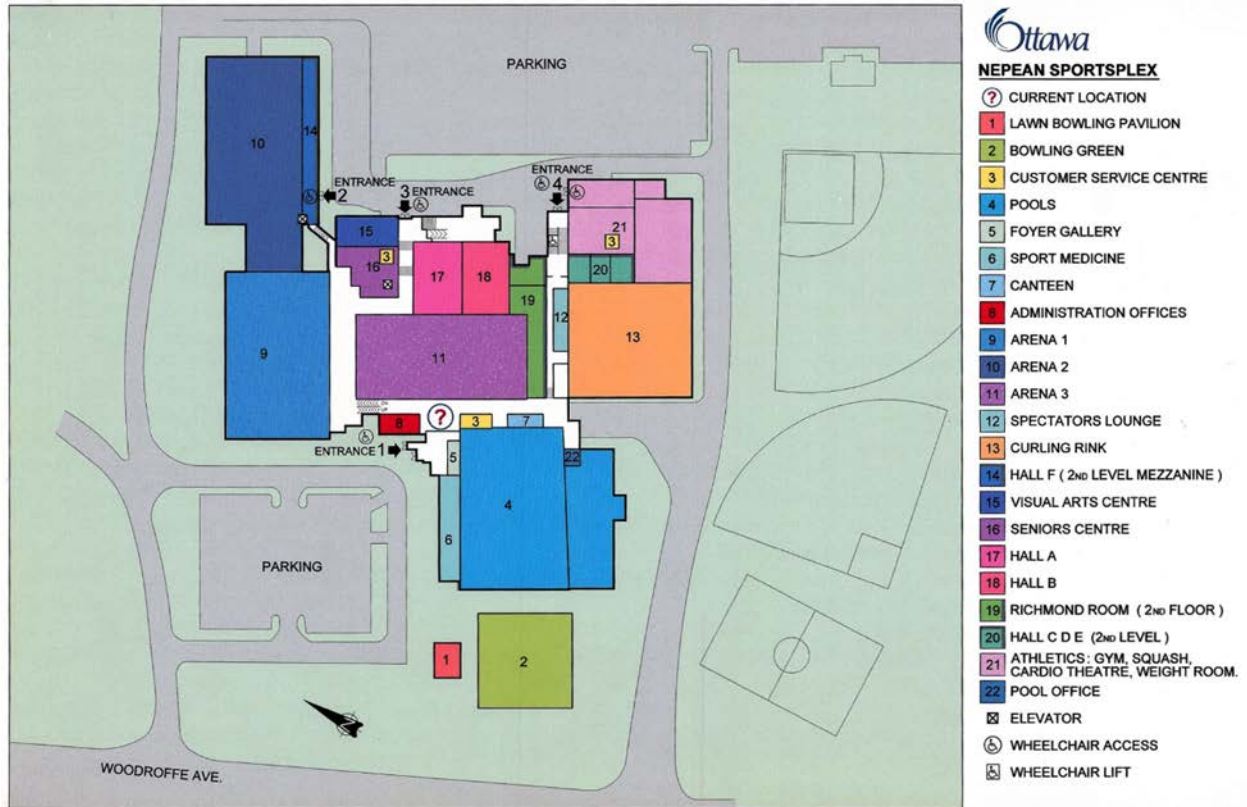 PARKING
10
14
ENTRANCE
2
3 ENTRANCE
ENTRANCE
4
15
3
16
17
18
19
21
3
20
12
13
9
11
8
?
3
7
ENTRANCE 1
5
22
4
6
PARKING
1
2
N
WOODROFFE AVE.
Ottawa
NEPEAN SPORTSPLEX
? CURRENT LOCATION
1 LAWN BOWLING PAVILION
2 BOWLING GREEN
3 CUSTOMER SERVICE CENTRE
4 POOLS
5 FOYER GALLERY
6 SPORT MEDICINE
7 CANTEEN
8 ADMINISTRATION OFFICES
9 ARENA 1
10 ARENA 2
11 ARENA 3
12 SPECTATORS LOUNGE
13 CURLING RINK
14 HALL F ( 2ND LEVEL MEZZANINE )
15 VISUAL ARTS CENTRE
16 SENIORS CENTRE
17 HALL A
18 HALL B
19 RICHMOND ROOM ( 2ND FLOOR )
20 HALL C D E (2ND LEVEL )
21 ATHLETICS : GYM, SQUASH,
CARDIO THEATRE, WEIGHT ROOM.
22 POOL OFFICE
ELEVATOR
WHEELCHAIR ACCESS
WHEELCHAIR LIFT